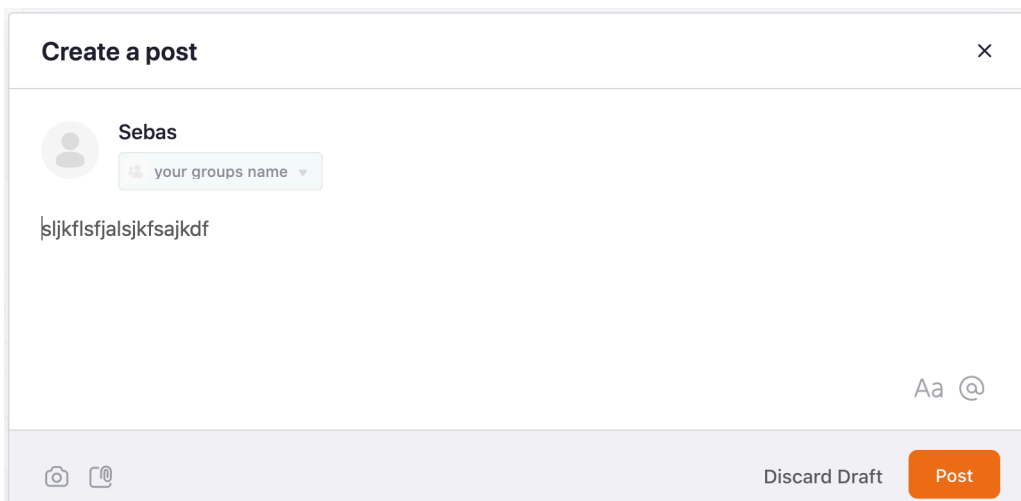 Create a post
Sebas
your groups name
sljkflsfjalsjkfsajkdf
Aa @
Discard Draft Post